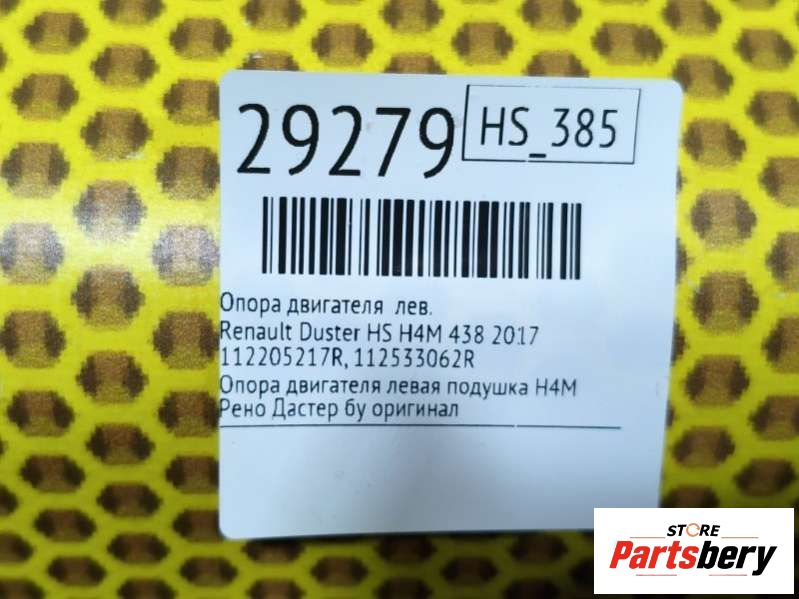 29279
HS_385
Опора двигателя лев.
Renault Duster HS H4M 438 2017
112205217R, 112533062R
Опора двигателя левая подушка H4M
Рено Дастер бу оригинал
STORE
Partsbery